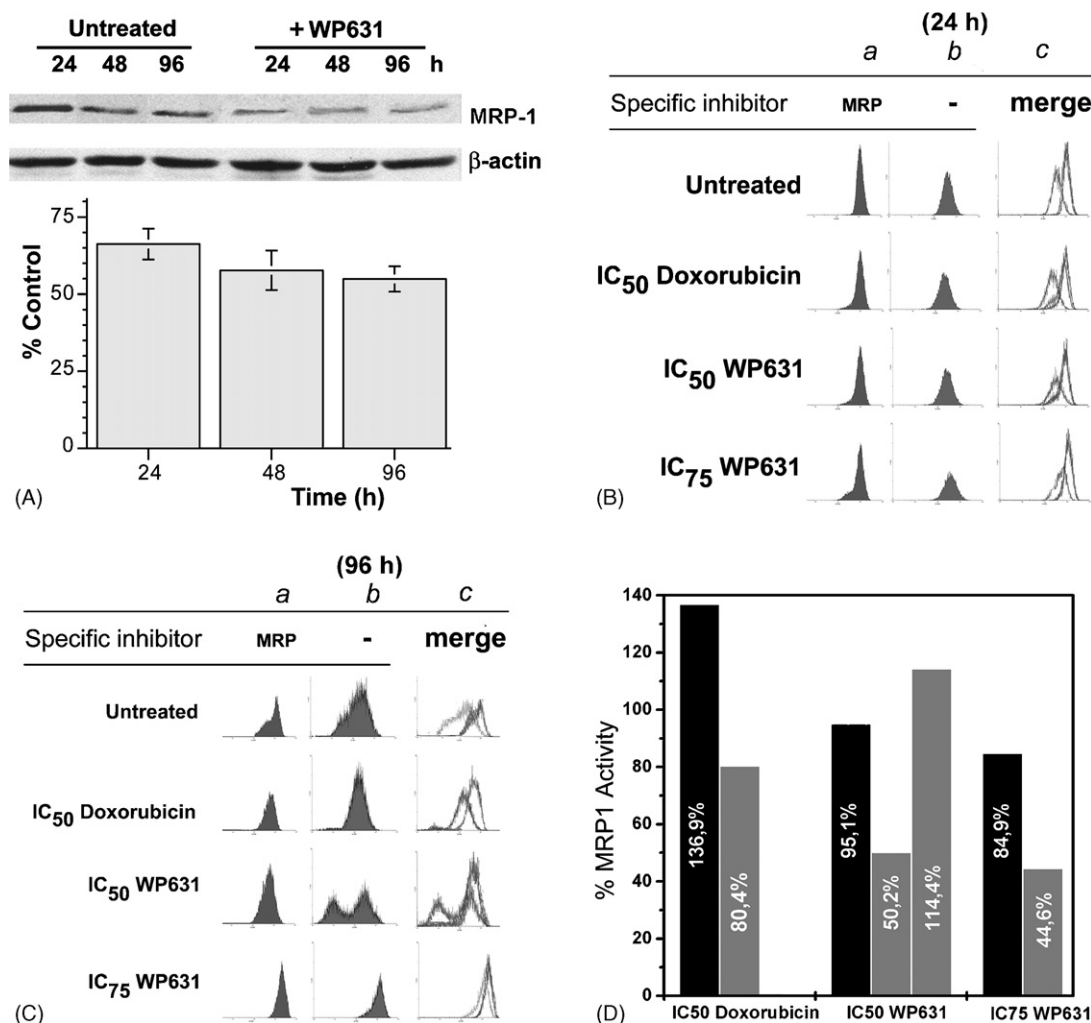 Untreated
+ WP631
24 48 96 24 48 96 h
MRP-1
β-actin
75
50
25
0
% Control
24 48 96
Time (h)
(A)
(24 h)
a b c
Specific inhibitor MRP - merge
Untreated
IC50 Doxorubicin
IC50 WP631
IC75 WP631
(B)
(96 h)
a b c
Specific inhibitor MRP - merge
Untreated
IC50 Doxorubicin
IC50 WP631
IC75 WP631
(C)
140
120
100
80
60
40
20
0
% MRP1 Activity
136,9%
80,4%
95,1%
50,2%
114,4%
84,9%
44,6%
IC50 Doxorubicin IC50 WP631 IC75 WP631
(D)